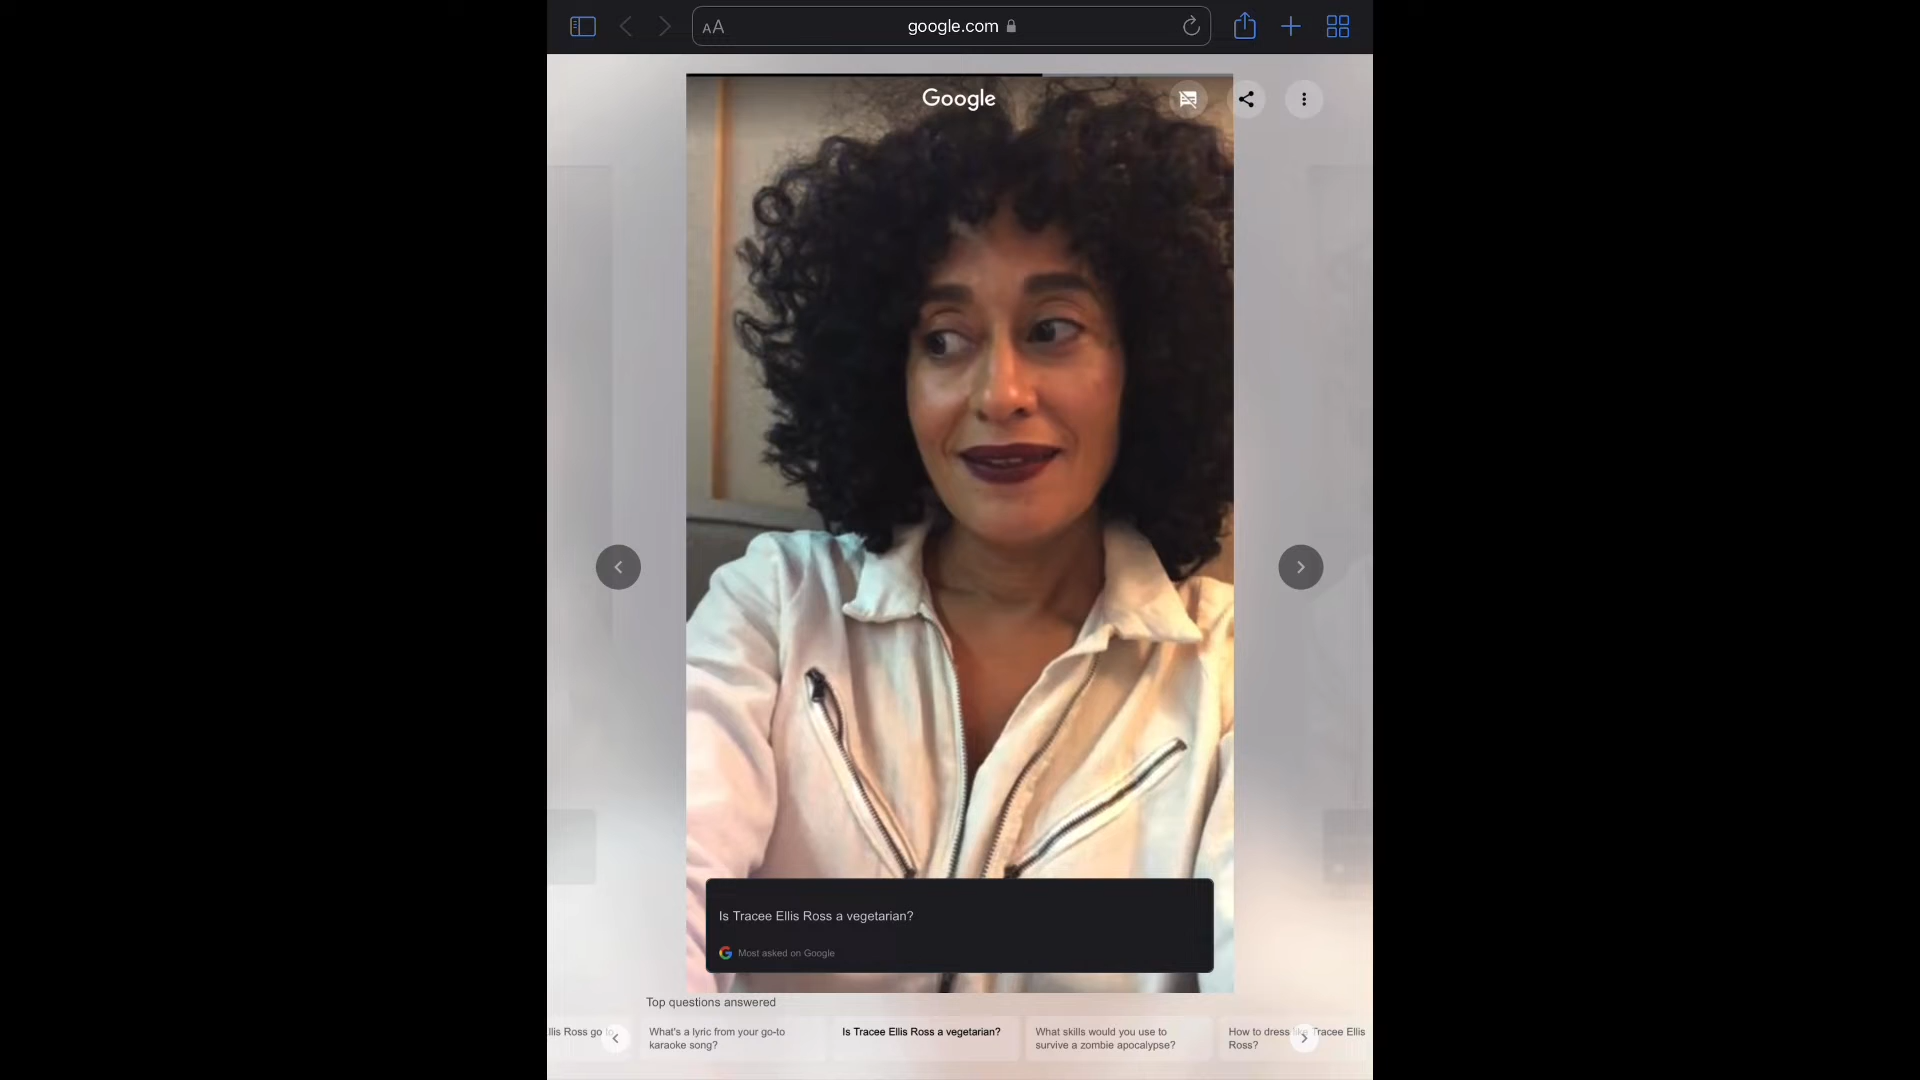 AA
google.com
Google
Is Tracee Ellis Ross a vegetarian?
Most asked on Google
Top questions answered
llis Ross go
What's a lyric from your go-to
karaoke song?
Is Tracee Ellis Ross a vegetarian?
What skills would you use to
survive a zombie apocalypse?
How to dress like Tracee Ellis
Ross?